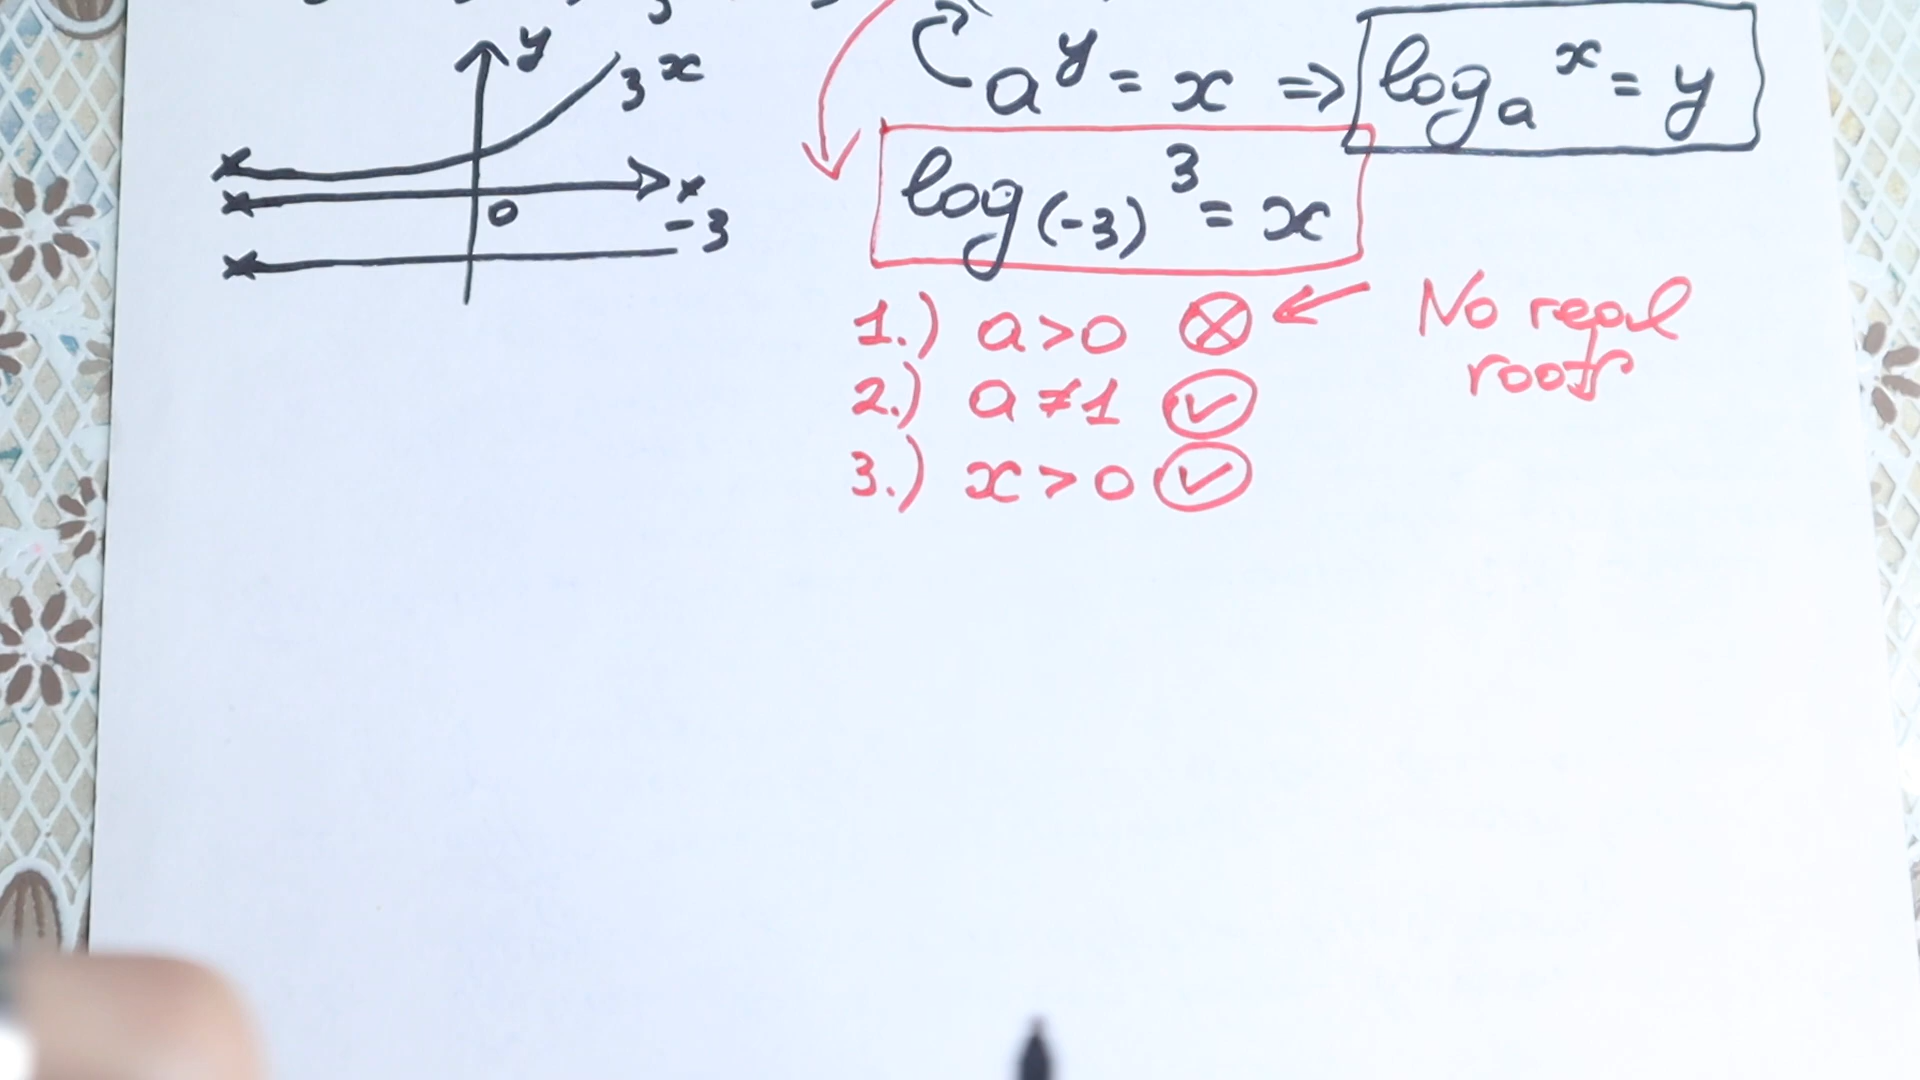 y
3^x
x
0
-3
a^y = x ⇒ log_a^x = y
log_(-3)^3 = x
1.) a>0 ⊗ ← No real
roots
2.) a≠1 ✓
3.) x>0 ✓